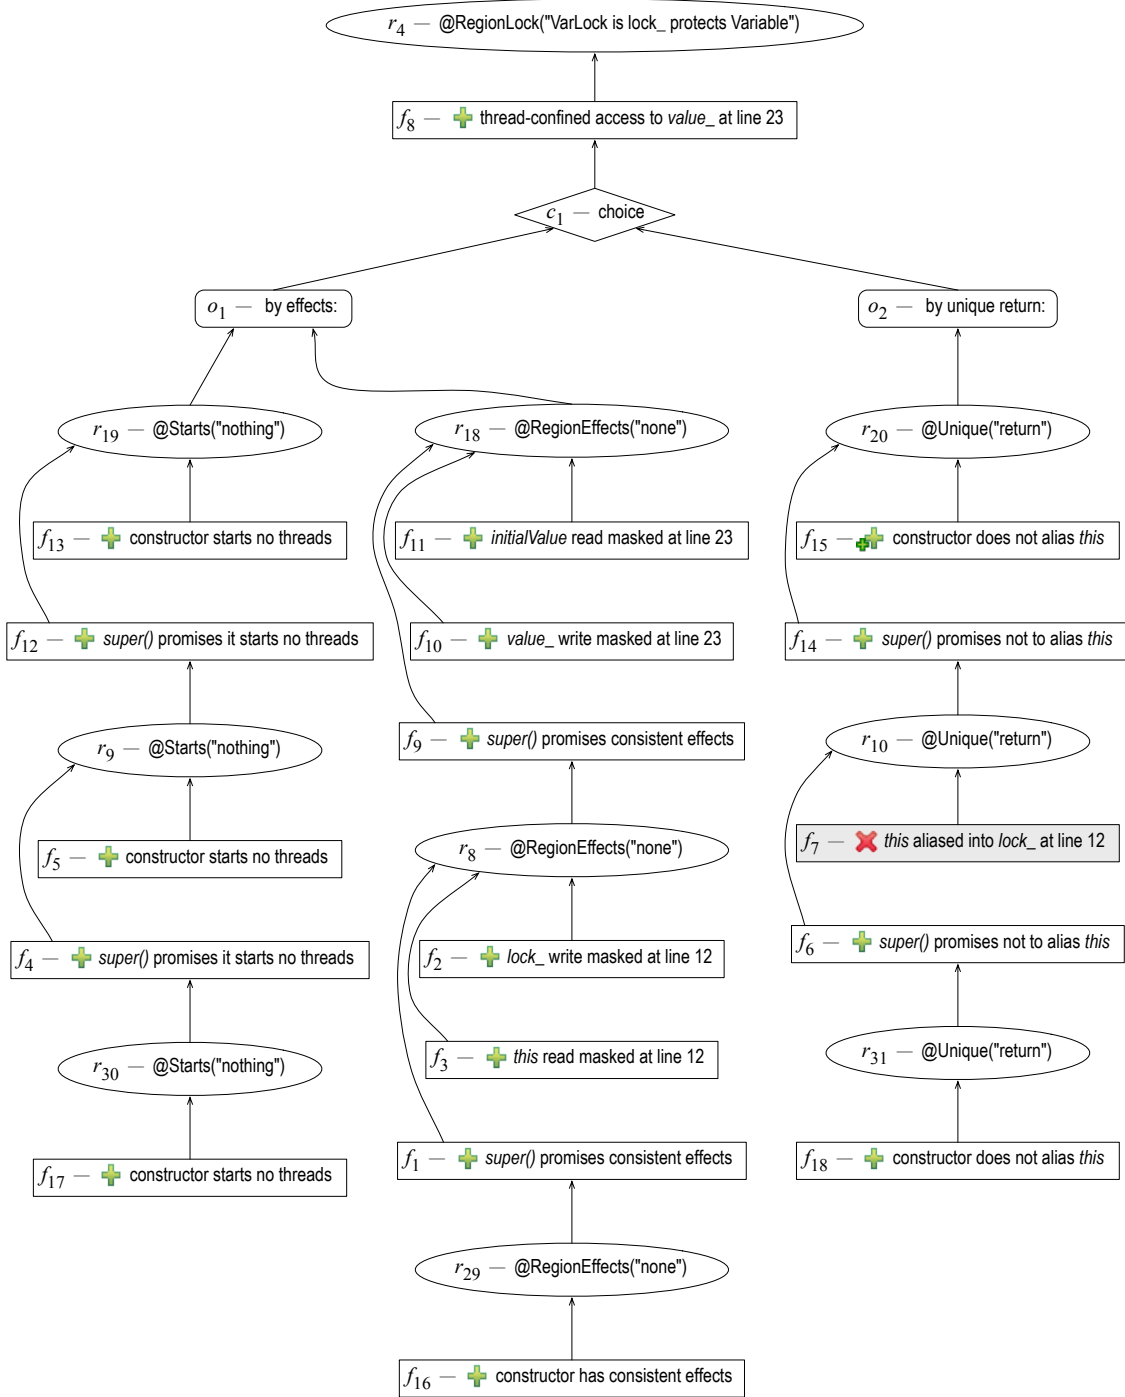 r4 — @RegionLock("VarLock is lock_ protects Variable")
f8 — thread-confined access to value_ at line 23
c1 — choice
o1 — by effects:
o2 — by unique return:
r19 — @Starts("nothing")
r18 — @RegionEffects("none")
r20 — @Unique("return")
f13 — constructor starts no threads
f11 — initialValue read masked at line 23
f15 — constructor does not alias this
f12 — super() promises it starts no threads
f10 — value_ write masked at line 23
f14 — super() promises not to alias this
r9 — @Starts("nothing")
f9 — super() promises consistent effects
r10 — @Unique("return")
f5 — constructor starts no threads
r8 — @RegionEffects("none")
f7 — this aliased into lock_ at line 12
f4 — super() promises it starts no threads
f2 — lock_ write masked at line 12
f6 — super() promises not to alias this
r30 — @Starts("nothing")
f3 — this read masked at line 12
r31 — @Unique("return")
f17 — constructor starts no threads
f1 — super() promises consistent effects
f18 — constructor does not alias this
r29 — @RegionEffects("none")
f16 — constructor has consistent effects